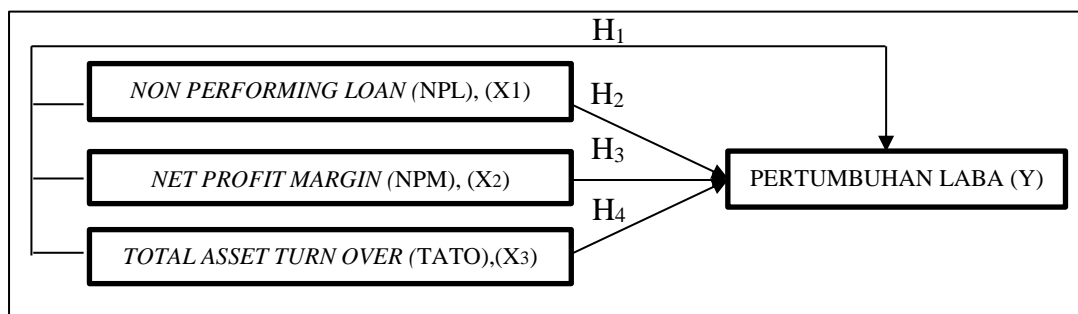 H1
NON PERFORMING LOAN (NPL), (X1)
H2
H3
NET PROFIT MARGIN (NPM), (X2)
PERTUMBUHAN LABA (Y)
H4
TOTAL ASSET TURN OVER (TATO),(X3)